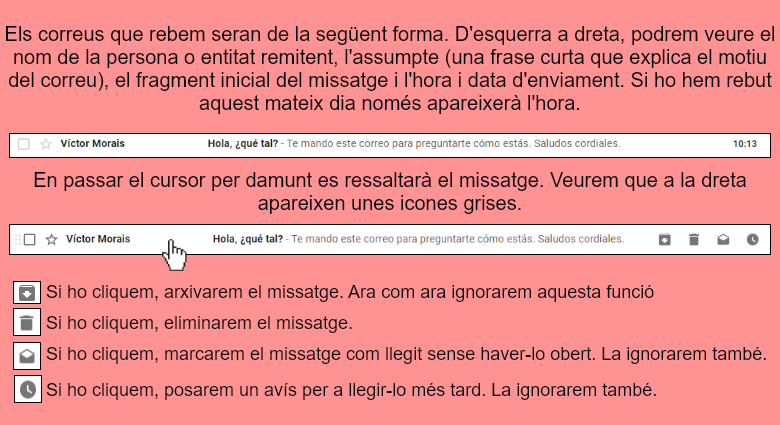 Els correus que rebem seran de la següent forma. D'esquerra a dreta, podrem veure el
nom de la persona o entitat remitent, l'assumpte (una frase curta que explica el motiu
del correu), el fragment inicial del missatge i l'hora i data d'enviament. Si ho hem rebut
aquest mateix dia només apareixerà l'hora.
Víctor Morais Hola, ¿qué tal? - Te mando este correo para preguntarte cómo estás. Saludos cordiales. 10:13
En passar el cursor per damunt es ressaltarà el missatge. Veurem que a la dreta
apareixen unes icones grises.
Víctor Morais Hola, ¿qué tal? - Te mando este correo para preguntarte cómo estás. Saludos cordiales.
Si ho cliquem, arxivarem el missatge. Ara com ara ignorarem aquesta funció
Si ho cliquem, eliminarem el missatge.
Si ho cliquem, marcarem el missatge com llegit sense haver-lo obert. La ignorarem també.
Si ho cliquem, posarem un avís per a llegir-lo més tard. La ignorarem també.